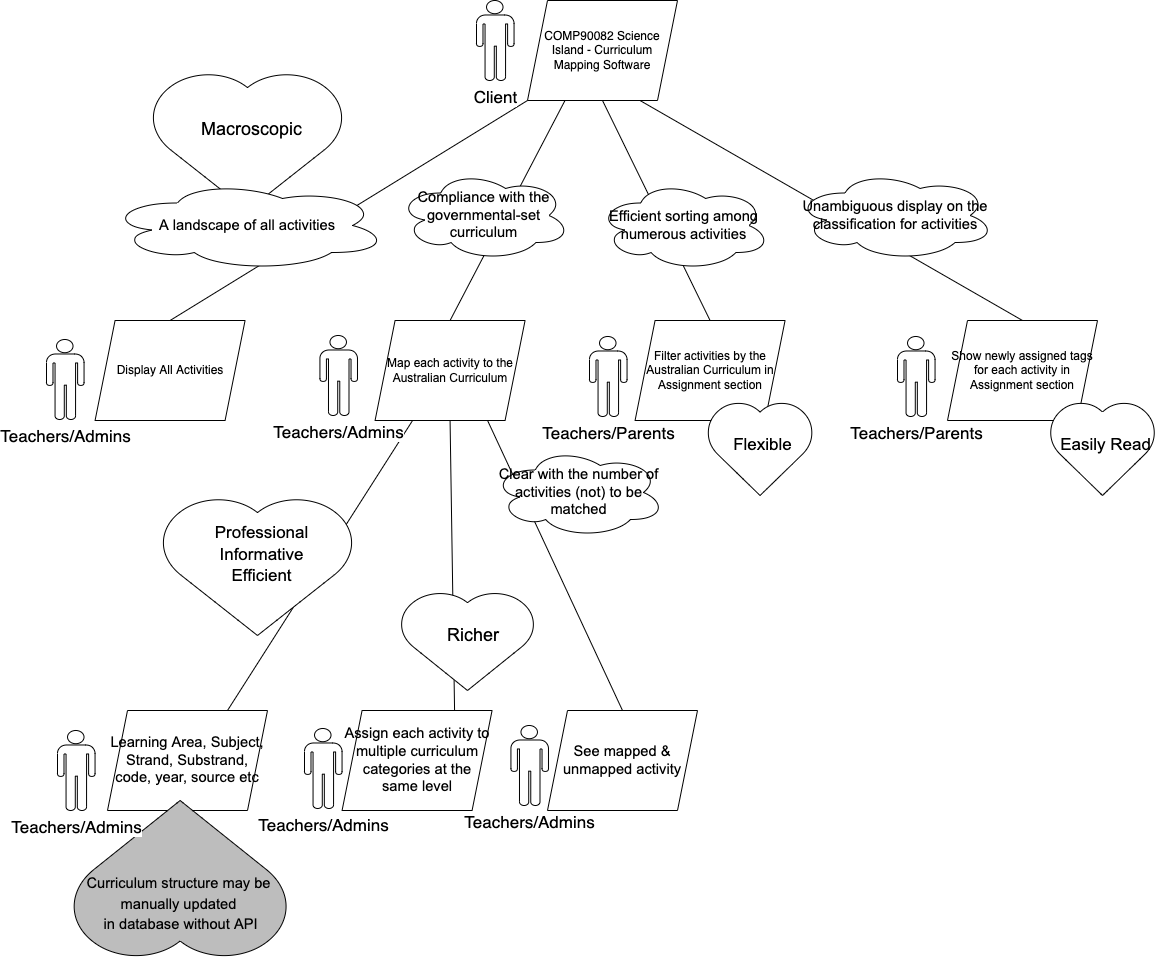 COMP90082 Science
Island - Curriculum
Mapping Software
Client
Macroscopic
A landscape of all activities
Compliance with the
governmental-set
curriculum
Efficient sorting among
numerous activities
Unambiguous display on the
classification for activities
Display All Activities
Teachers/Admins
Map each activity to the
Australian Curriculum
Teachers/Admins
Filter activities by the
Australian Curriculum in
Assignment section
Teachers/Parents
Flexible
Show newly assigned tags
for each activity in
Assignment section
Teachers/Parents
Easily Read
Clear with the number of
activities (not) to be
matched
Professional
Informative
Efficient
Richer
Learning Area, Subject,
Strand, Substrand,
code, year, source etc
Teachers/Admins
Assign each activity to
multiple curriculum
categories at the
same level
Teachers/Admins
See mapped &
unmapped activity
Teachers/Admins
Curriculum structure may be
manually updated
in database without API